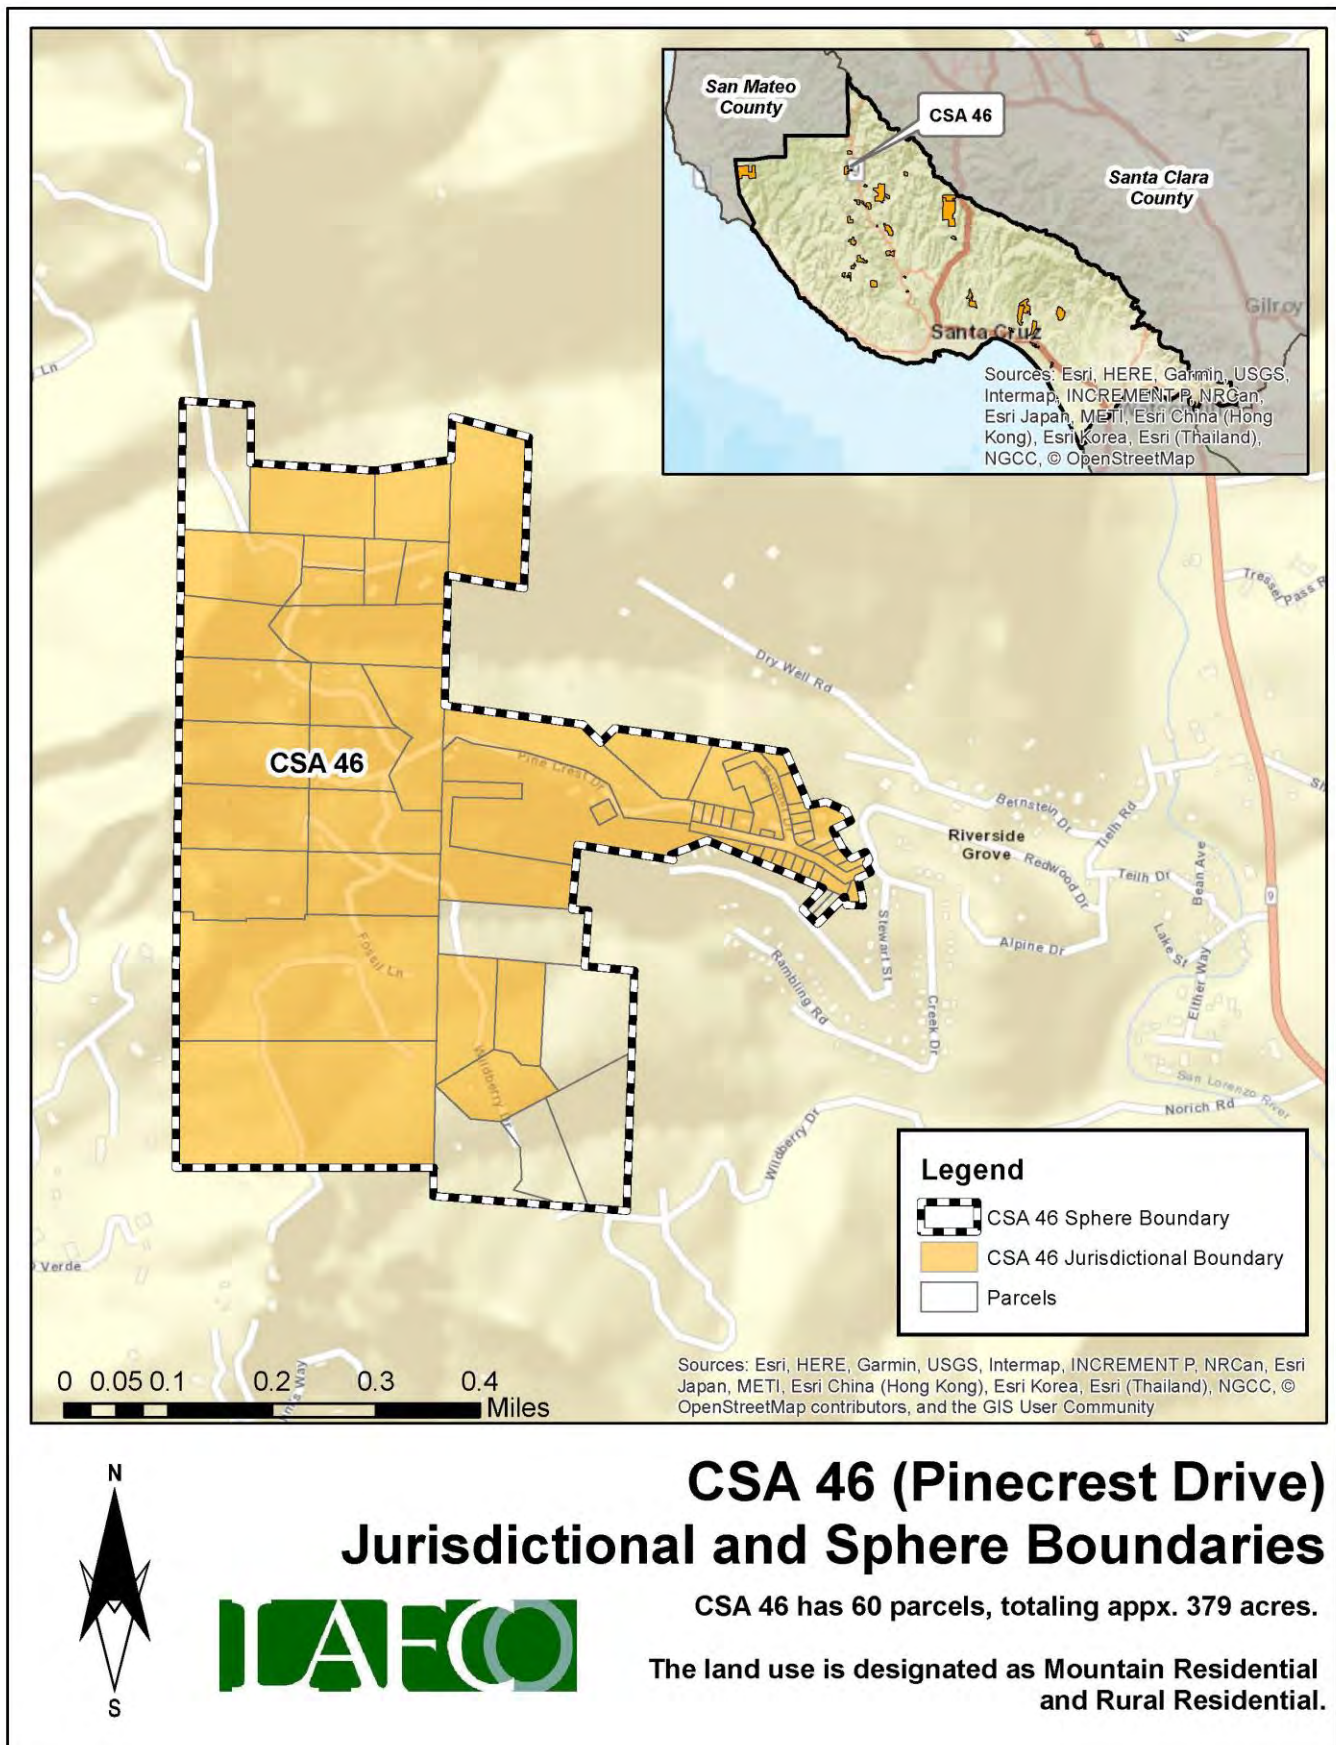 San Mateo
County
CSA 46
Santa Clara
County
Gilroy
Santa Cruz
Sources: Esri, HERE, Garmin, USGS,
Intermap, INCREMENT P, NRCan,
Esri Japan, METI, Esri China (Hong
Kong), Esri Korea, Esri (Thailand),
NGCC, © OpenStreetMap
Ln
Tresser Pass R
Dry Well Rd
CSA 46
Pine Crest Dr
Bernstein Dr
Tielh Rd
Riverside
Grove
Redwood Dr
Teilh Dr
Bean Ave
9
Stewart St
Alpine Dr
Lake St
Either Way
Fossil Ln
Rambling Rd
Creek Dr
Wildberry Dr
San Lorenzo River
Norich Rd
Wildberry Dr
Verde
Legend
CSA 46 Sphere Boundary
CSA 46 Jurisdictional Boundary
Parcels
Sources: Esri, HERE, Garmin, USGS, Intermap, INCREMENT P, NRCan, Esri
Japan, METI, Esri China (Hong Kong), Esri Korea, Esri (Thailand), NGCC, ©
OpenStreetMap contributors, and the GIS User Community
0 0.05 0.1 0.2 0.3 0.4
Miles
Way
N
S
CSA 46 (Pinecrest Drive)
Jurisdictional and Sphere Boundaries
LAFCO
CSA 46 has 60 parcels, totaling appx. 379 acres.
The land use is designated as Mountain Residential
and Rural Residential.